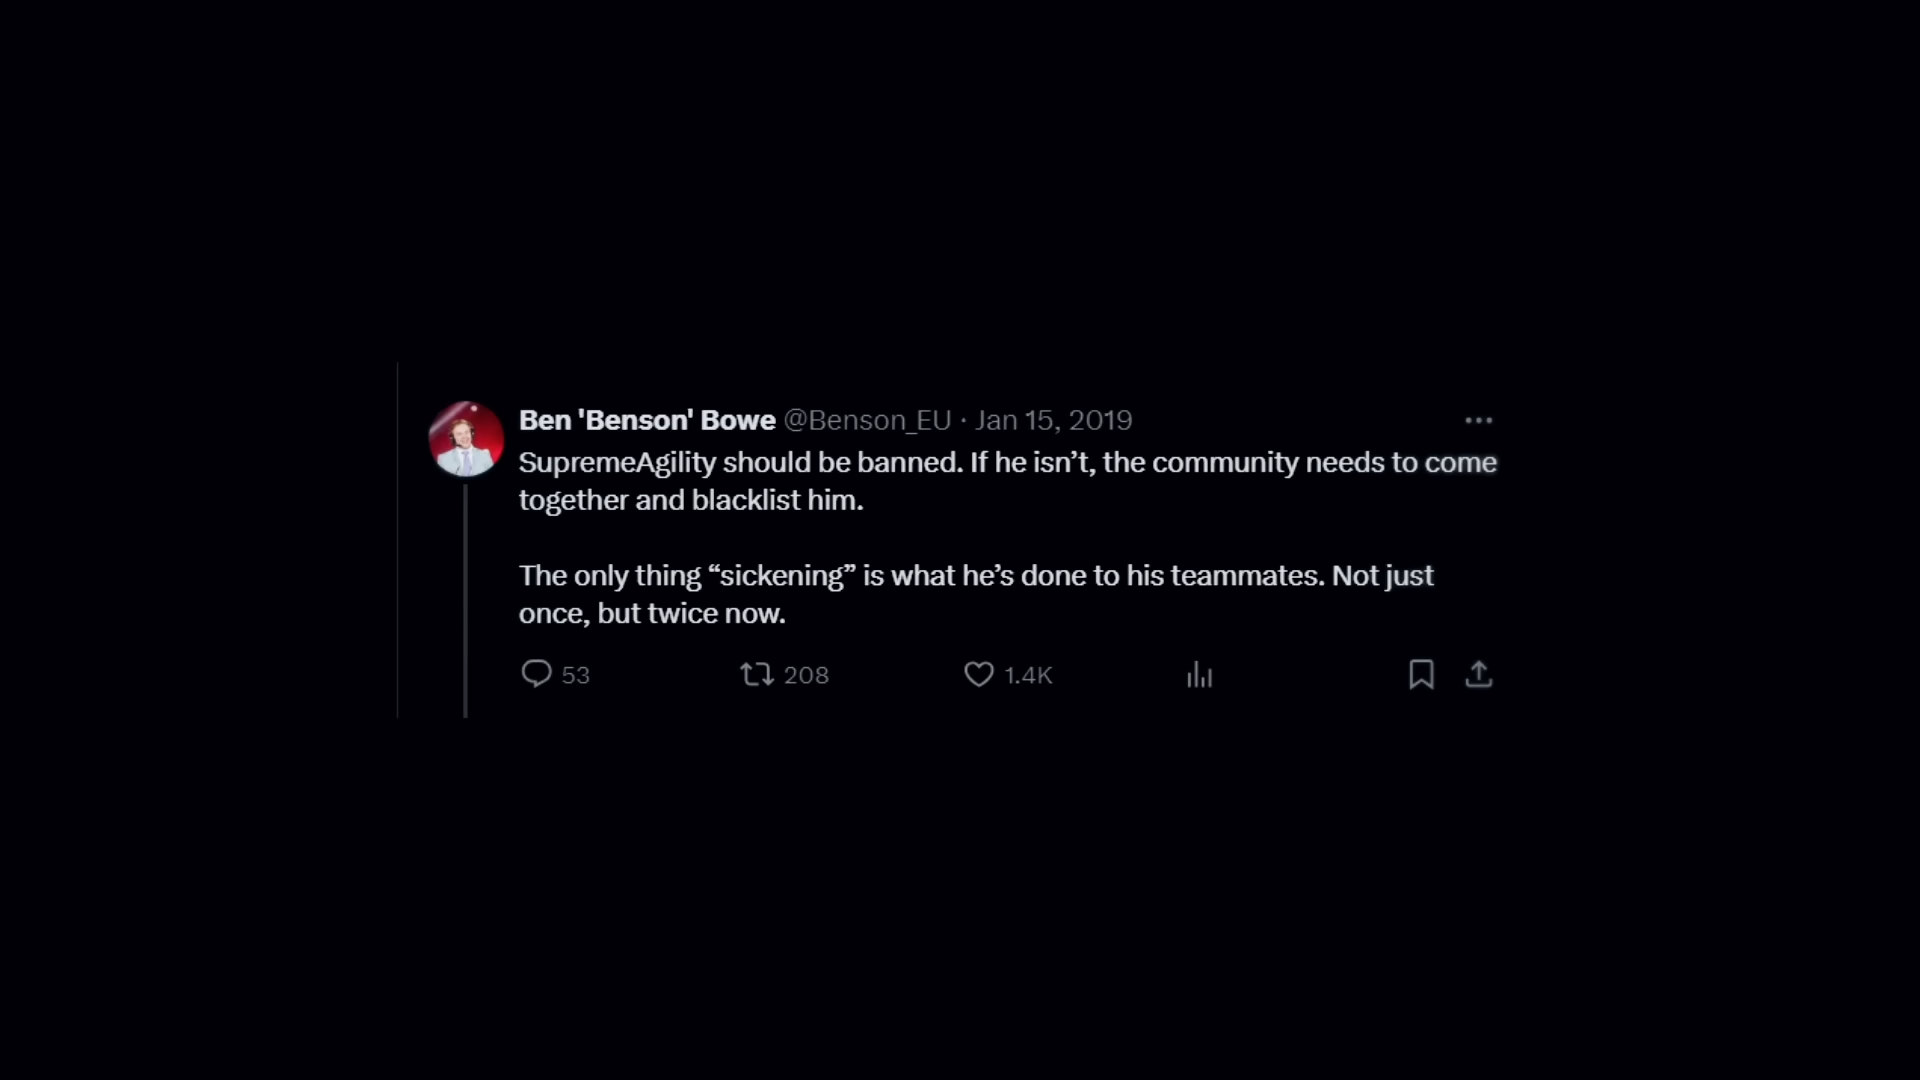 Ben 'Benson' Bowe @Benson_EU · Jan 15, 2019
SupremeAgility should be banned. If he isn’t, the community needs to come
together and blacklist him.
The only thing “sickening” is what he’s done to his teammates. Not just
once, but twice now.
53 208 1.4K